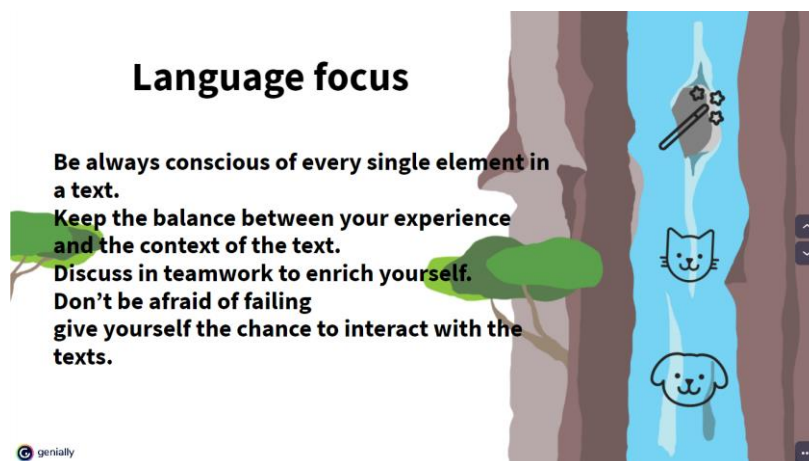 Language focus
Be always conscious of every single element in
a text.
Keep the balance between your experience
and the context of the text.
Discuss in teamwork to enrich yourself.
Don’t be afraid of failing
give yourself the chance to interact with the
texts.
genially